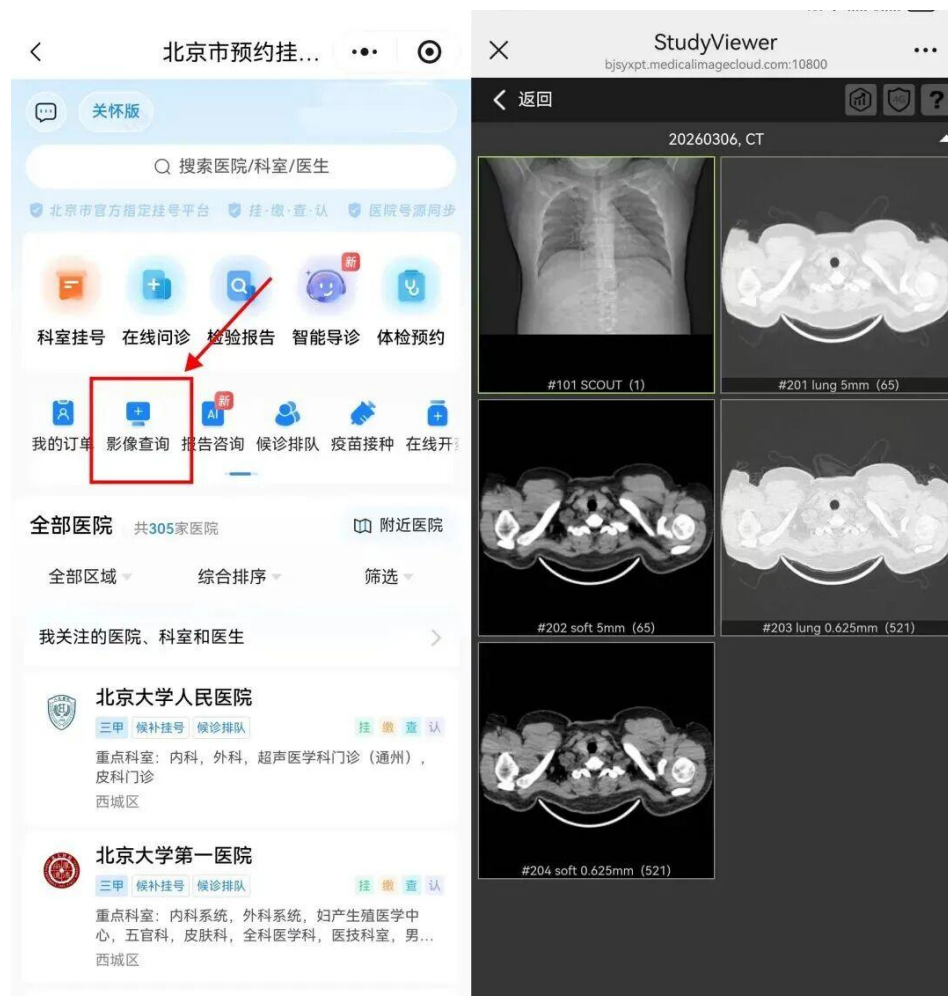 北京市预约挂...
关怀版
搜索医院/科室/医生
北京市官方指定挂号平台 挂·缴·查·认 医院号源同步
新
科室挂号 在线问诊 检验报告 智能导诊 体检预约
新
AI
我的订单 影像查询 报告咨询 候诊排队 疫苗接种 在线开
全部医院 共305家医院 附近医院
全部区域 综合排序 筛选
我关注的医院、科室和医生
北京大学人民医院
三甲 候补挂号 候诊排队 挂 缴 查 认
重点科室:内科,外科,超声医学科门诊(通州),
皮科门诊
西城区
北京大学第一医院
三甲 候补挂号 候诊排队 挂 缴 查 认
重点科室:内科系统,外科系统,妇产生殖医学中
心,五官科,皮肤科,全科医学科,医技科室,男...
西城区
StudyViewer
bjsyxpt.medicalimagecloud.com:10800
返回
4G
?
20260306, CT
#101 SCOUT (1)
#201 lung 5mm (65)
#202 soft 5mm (65)
#203 lung 0.625mm (521)
#204 soft 0.625mm (521)